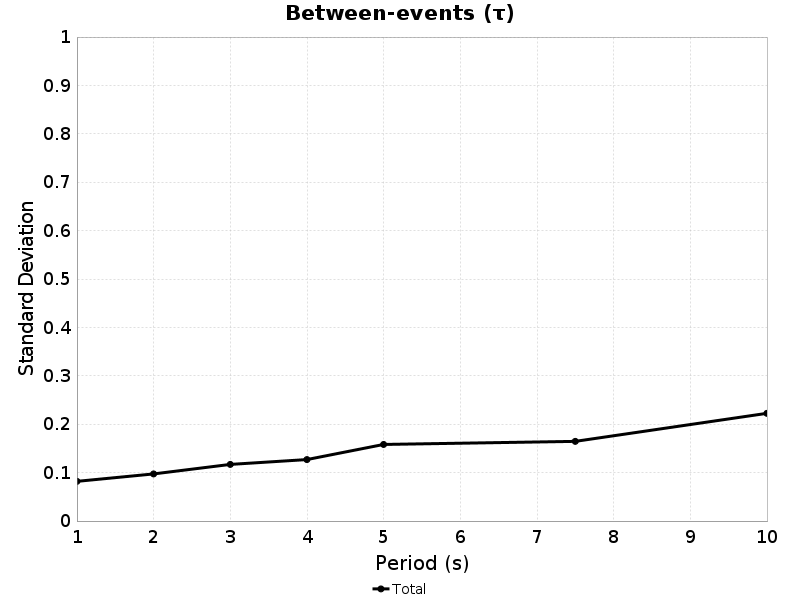 Between-events (τ)
1
0.9
0.8
0.7
0.6
0.5
0.4
0.3
0.2
0.1
0
Standard Deviation
1 2 3 4 5 6 7 8 9 10
Period (s)
Total